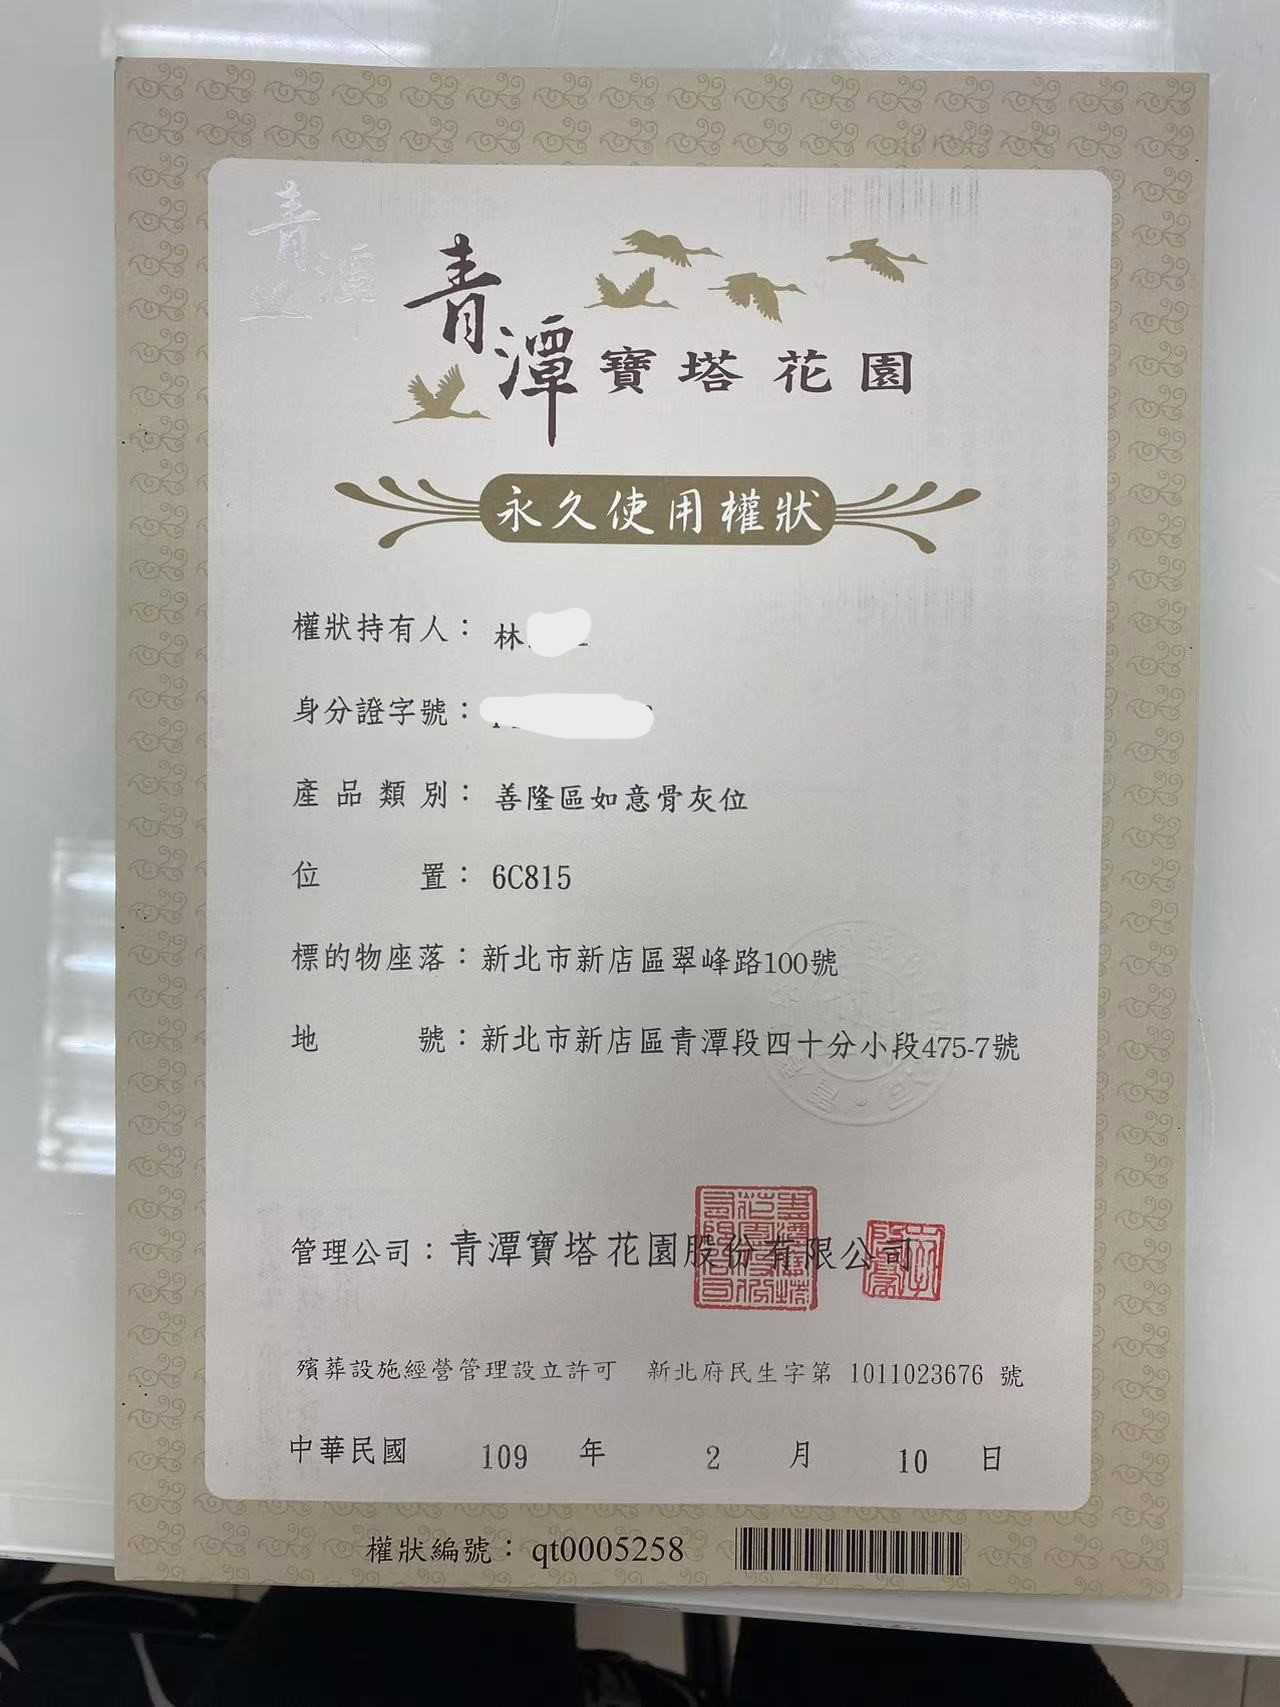 青潭
青潭寶塔花園
永久使用權狀
權狀持有人：林
身分證字號：
產品類別：善隆區如意骨灰位
位置：6C815
標的物座落：新北市新店區翠峰路100號
地號：新北市新店區青潭段四十分小段475-7號
管理公司：青潭寶塔花園股份有限公司
殯葬設施經營管理設立許可 新北府民生字第 1011023676 號
中華民國 109 年 2 月 10 日
權狀編號：qt0005258